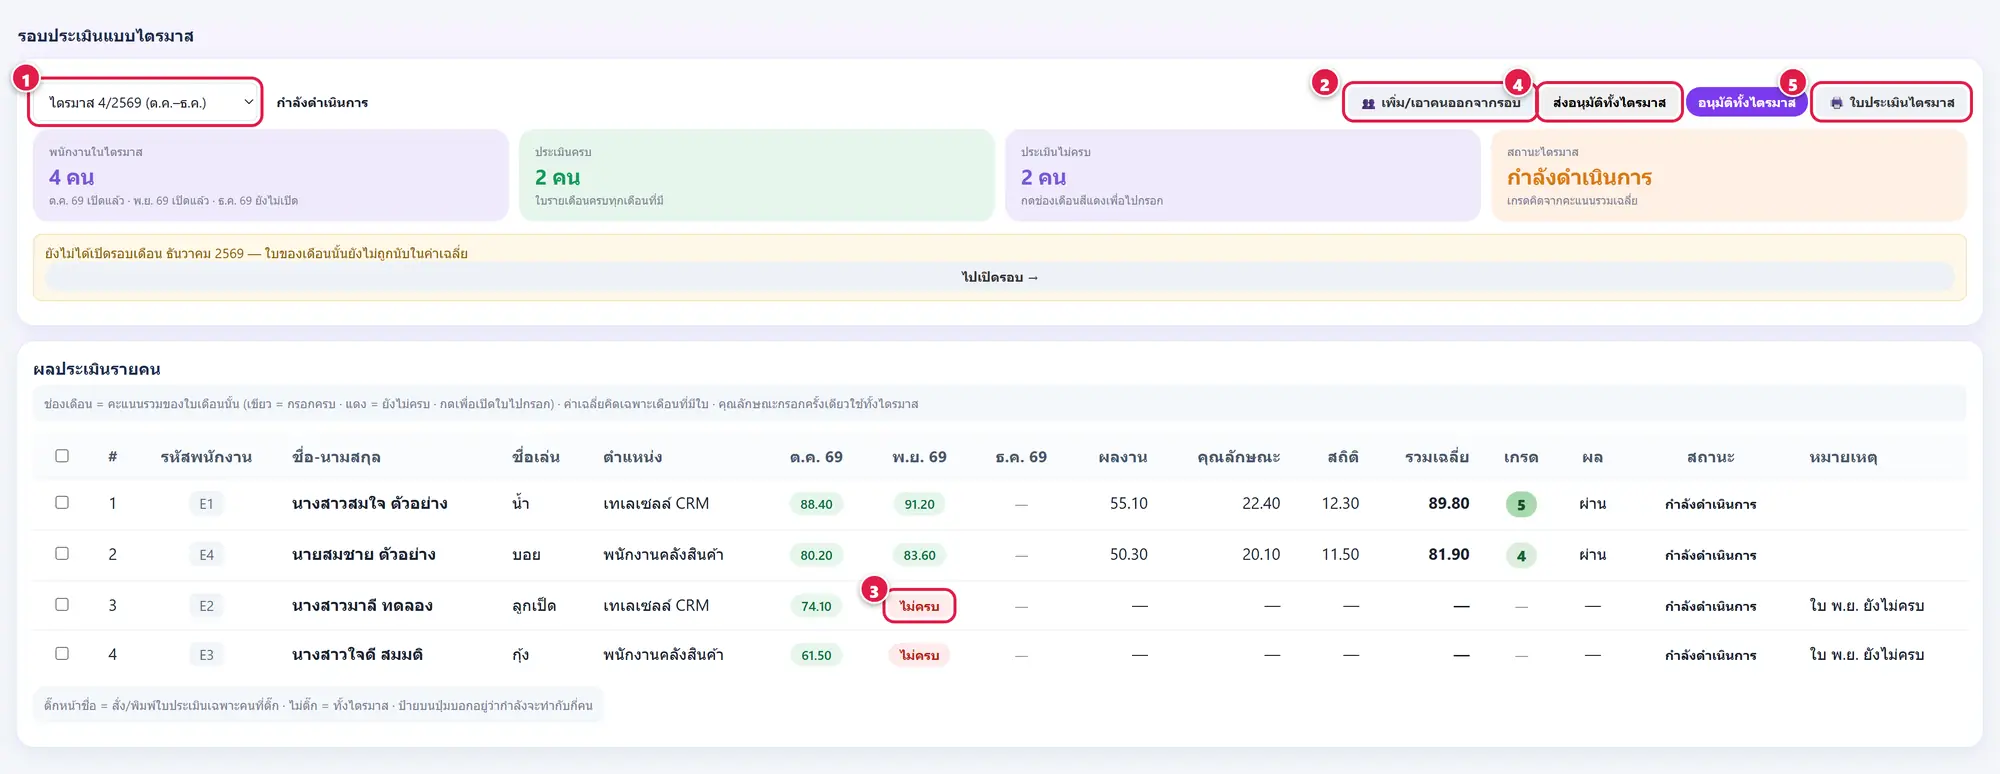 รอบประเมินแบบไตรมาส
1 2 4 5
ไตรมาส 4/2569 (ต.ค.–ธ.ค.) กำลังดำเนินการ 👥 เพิ่ม/เอาคนออกจากรอบ ส่งอนุมัติทั้งไตรมาส อนุมัติทั้งไตรมาส 🖨 ใบประเมินไตรมาส
พนักงานในไตรมาส ประเมินครบ ประเมินไม่ครบ สถานะไตรมาส
4 คน 2 คน 2 คน กำลังดำเนินการ
ต.ค. 69 เปิดแล้ว · พ.ย. 69 เปิดแล้ว · ธ.ค. 69 ยังไม่เปิด ใบรายเดือนครบทุกเดือนที่มี กดช่องเดือนสีแดงเพื่อไปกรอก เกรดคิดจากคะแนนรวมเฉลี่ย
ยังไม่ได้เปิดรอบเดือน ธันวาคม 2569 — ใบของเดือนนั้นยังไม่ถูกนับในค่าเฉลี่ย
ไปเปิดรอบ →
ผลประเมินรายคน
ช่องเดือน = คะแนนรวมของใบเดือนนั้น (เขียว = กรอกครบ · แดง = ยังไม่ครบ · กดเพื่อเปิดใบไปกรอก) · ค่าเฉลี่ยคิดเฉพาะเดือนที่มีใบ · คุณลักษณะกรอกครั้งเดียวใช้ทั้งไตรมาส
# รหัสพนักงาน ชื่อ-นามสกุล ชื่อเล่น ตำแหน่ง ต.ค. 69 พ.ย. 69 ธ.ค. 69 ผลงาน คุณลักษณะ สถิติ รวมเฉลี่ย เกรด ผล สถานะ หมายเหตุ
1 E1 นางสาวสมใจ ตัวอย่าง น้ำ เทเลเซลล์ CRM 88.40 91.20 — 55.10 22.40 12.30 89.80 5 ผ่าน กำลังดำเนินการ
2 E4 นายสมชาย ตัวอย่าง บอย พนักงานคลังสินค้า 80.20 83.60 — 50.30 20.10 11.50 81.90 4 ผ่าน กำลังดำเนินการ
3
3 E2 นางสาวมาลี ทดลอง ลูกเป็ด เทเลเซลล์ CRM 74.10 ไม่ครบ — — — — — — — กำลังดำเนินการ ใบ พ.ย. ยังไม่ครบ
4 E3 นางสาวใจดี สมมติ กุ้ง พนักงานคลังสินค้า 61.50 ไม่ครบ — — — — — — — กำลังดำเนินการ ใบ พ.ย. ยังไม่ครบ
ติ๊กหน้าชื่อ = สั่ง/พิมพ์ใบประเมินเฉพาะคนที่ติ๊ก · ไม่ติ๊ก = ทั้งไตรมาส · ป้ายบนปุ่มบอกอยู่ว่ากำลังจะทำกับกี่คน